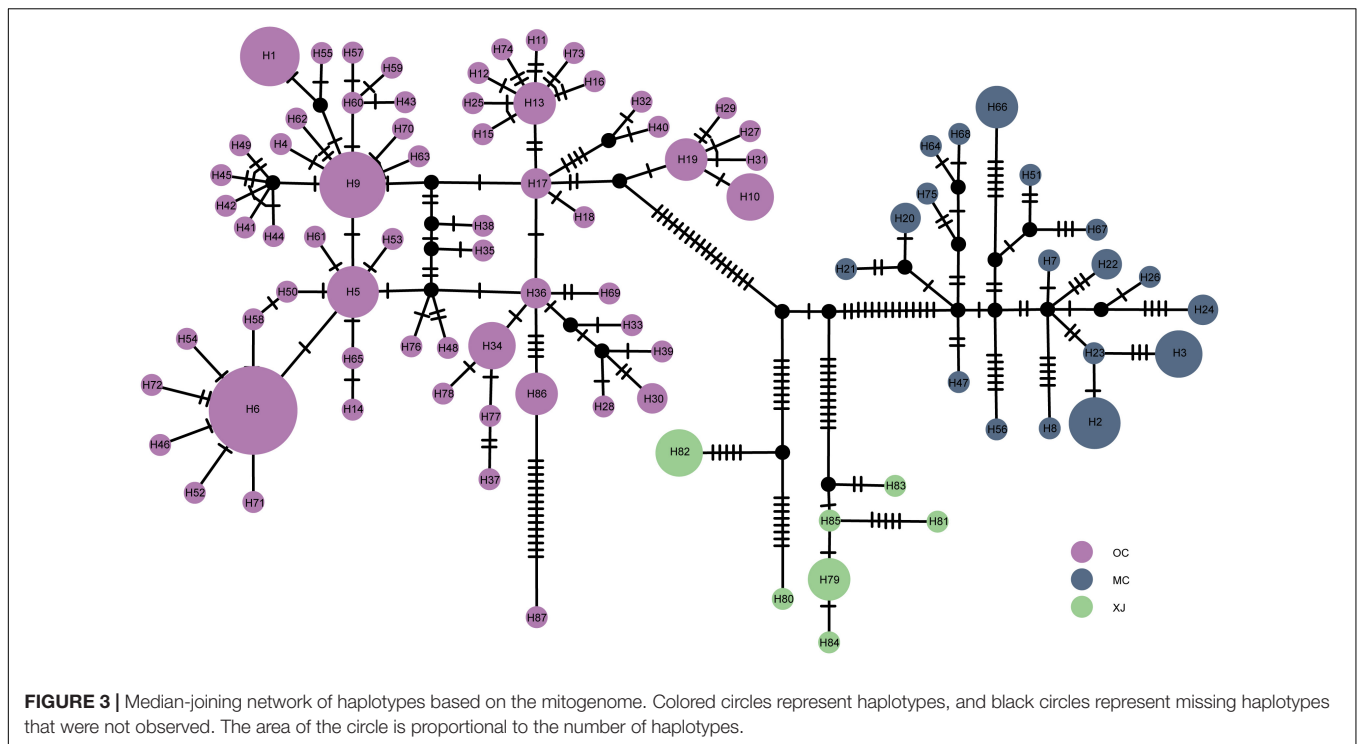 H1
H55
H57
H59
H60
H43
H62
H4
H70
H63
H9
H49
H45
H42
H41
H44
H61
H53
H5
H50
H58
H54
H72
H6
H46
H52
H71
H65
H14
H38
H35
H76
H48
H74
H11
H73
H12
H16
H25
H13
H15
H32
H40
H17
H18
H29
H27
H19
H31
H10
H36
H69
H33
H39
H34
H78
H77
H37
H86
H28
H30
H87
H82
H80
H83
H85
H81
H79
H84
H66
H68
H64
H51
H75
H20
H67
H21
H7
H22
H26
H24
H23
H3
H47
H56
H8
H2
OC
MC
XJ
FIGURE 3 | Median-joining network of haplotypes based on the mitogenome. Colored circles represent haplotypes, and black circles represent missing haplotypes
that were not observed. The area of the circle is proportional to the number of haplotypes.